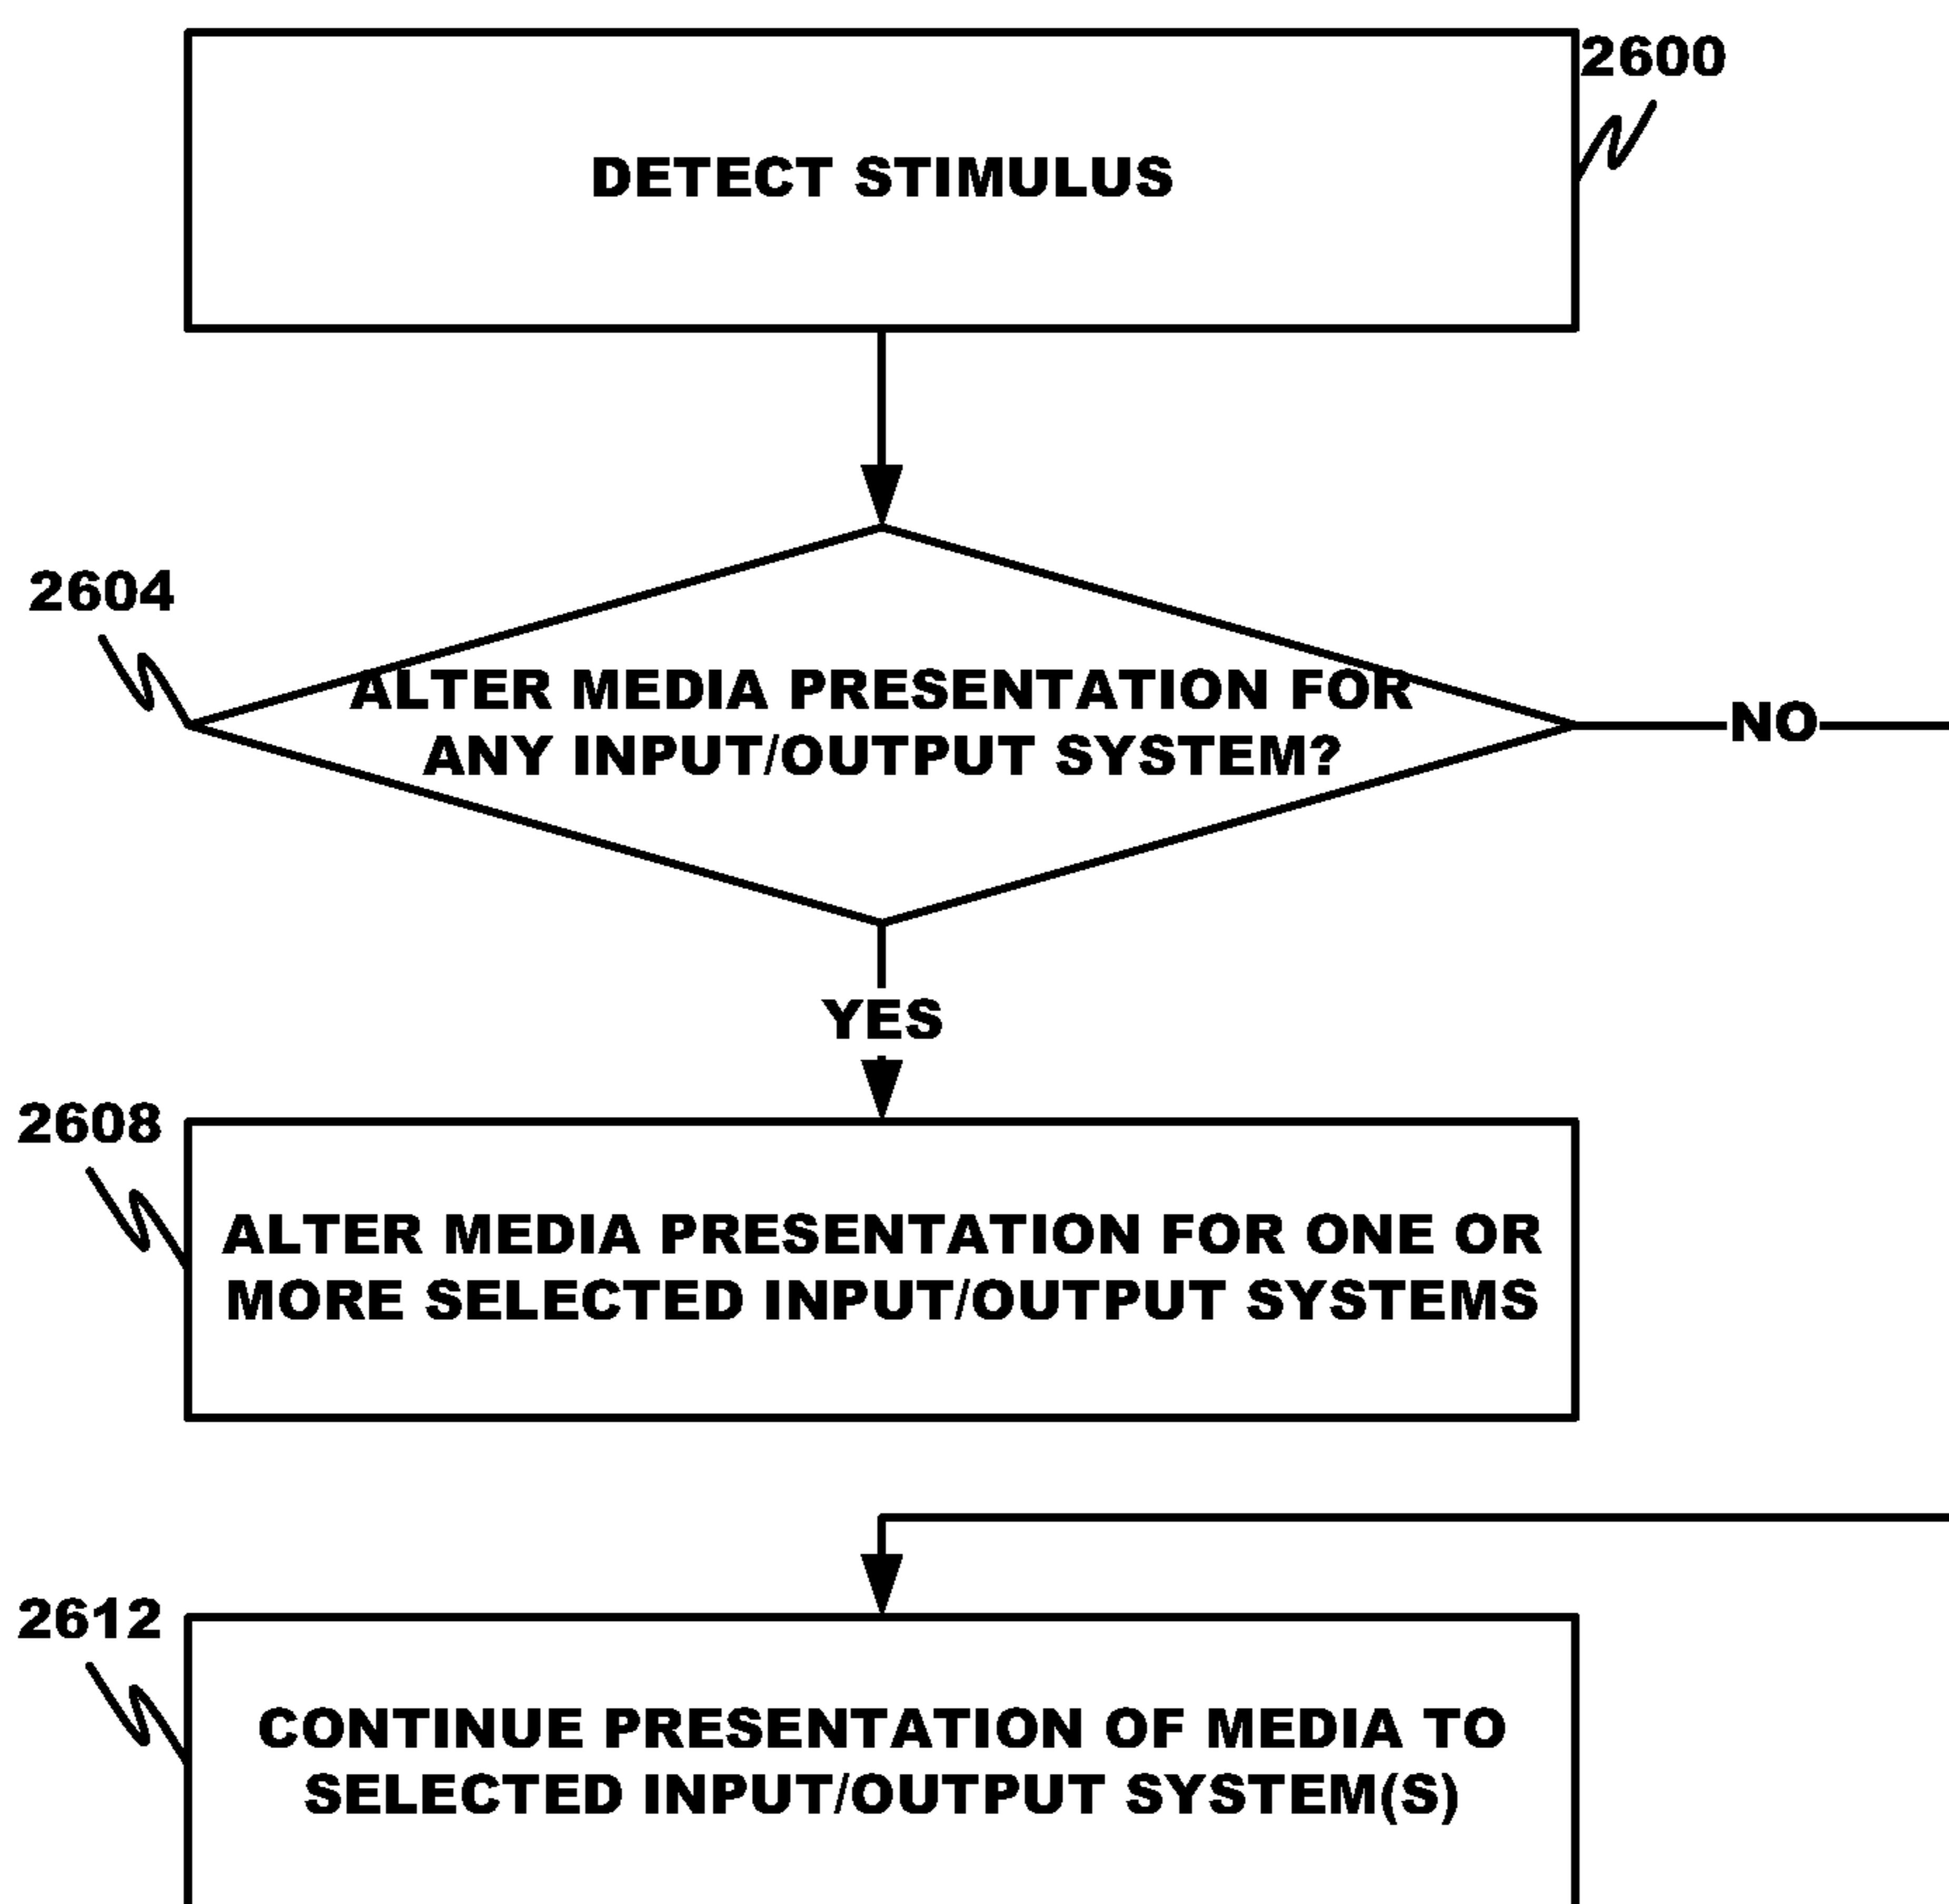 2600
DETECT STIMULUS
2604
ALTER MEDIA PRESENTATION FOR
ANY INPUT/OUTPUT SYSTEM?
NO
YES
2608
ALTER MEDIA PRESENTATION FOR ONE OR
MORE SELECTED INPUT/OUTPUT SYSTEMS
2612
CONTINUE PRESENTATION OF MEDIA TO
SELECTED INPUT/OUTPUT SYSTEM(S)